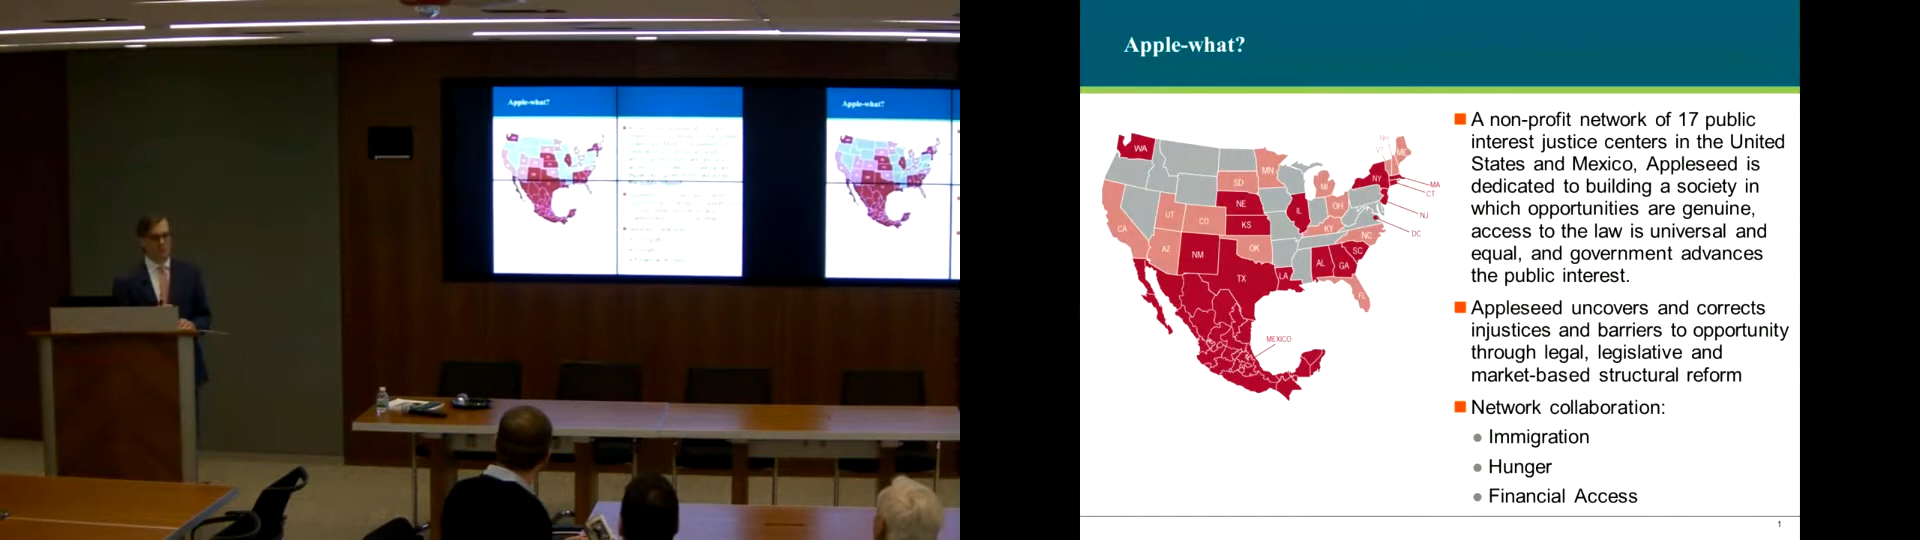 Apple-what?
Apple-what?
Apple-what?
A non-profit network of 17 public
interest justice centers in the United
States and Mexico, Appleseed is
dedicated to building a society in
which opportunities are genuine,
access to the law is universal and
equal, and government advances
the public interest.
Appleseed uncovers and corrects
injustices and barriers to opportunity
through legal, legislative and
market-based structural reform
Network collaboration:
Immigration
Hunger
Financial Access
WA
NH
VT
ME
MN
SD
MI
NY
MA
CT
NE
IL
OH
NJ
UT
CO
KS
KY
DC
CA
NC
AZ
NM
OK
SC
AL
GA
TX
LA
FL
MEXICO
1